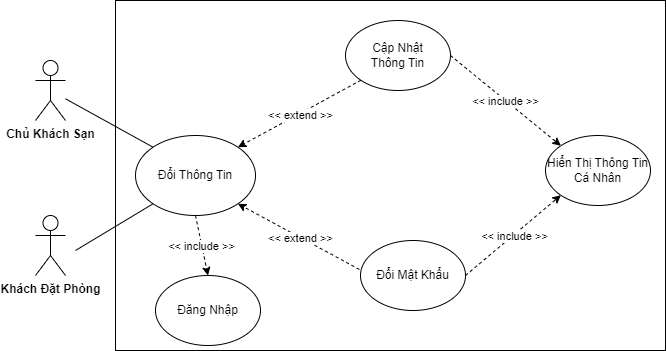 Cập Nhật
Thông Tin
<< extend >>
<< include >>
Chủ Khách Sạn
Đổi Thông Tin
Hiển Thị Thông Tin
Cá Nhân
<< include >>
<< extend >>
<< include >>
Khách Đặt Phòng
Đổi Mật Khẩu
Đăng Nhập